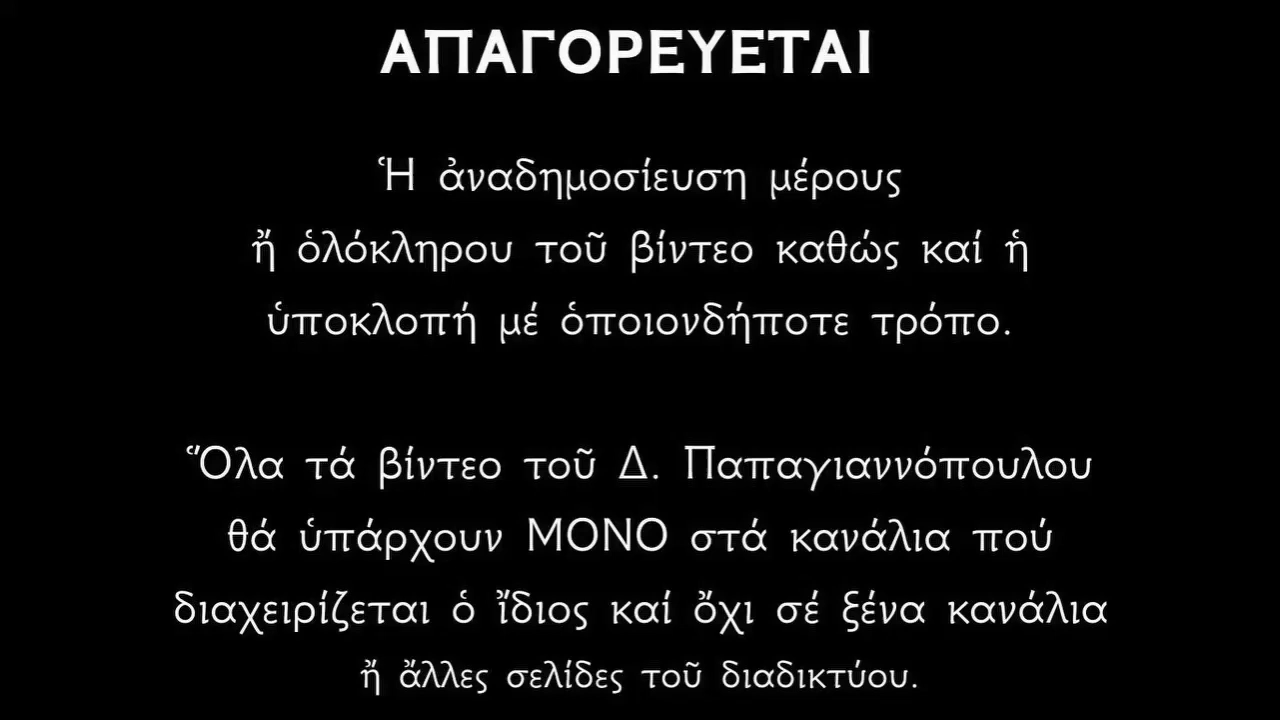 ΑΠΑΓΟΡΕΥΕΤΑΙ
Ἡ ἀναδημοσίευση μέρους
ἤ ὁλόκληρου τοῦ βίντεο καθώς καί ἡ
ὑποκλοπή μέ ὁποιονδήποτε τρόπο.
Ὅλα τά βίντεο τοῦ Δ. Παπαγιαννόπουλου
θά ὑπάρχουν ΜΟΝΟ στά κανάλια πού
διαχειρίζεται ὁ ἴδιος καί ὄχι σέ ξένα κανάλια
ἤ ἄλλες σελίδες τοῦ διαδικτύου.